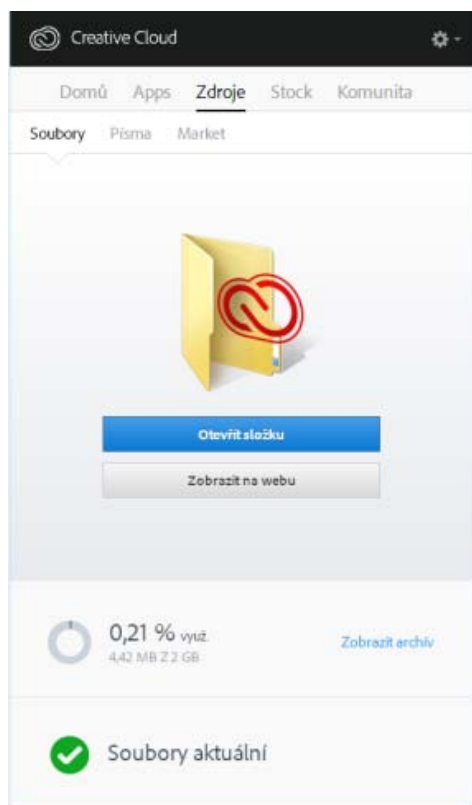 Creative Cloud
Domů Apps Zdroje Stock Komunita
Soubory Písma Market
Otevřít složku
Zobrazit na webu
0,21 % využ.
4,42 MB Z 2 GB
Zobrazit archív
Soubory aktuální